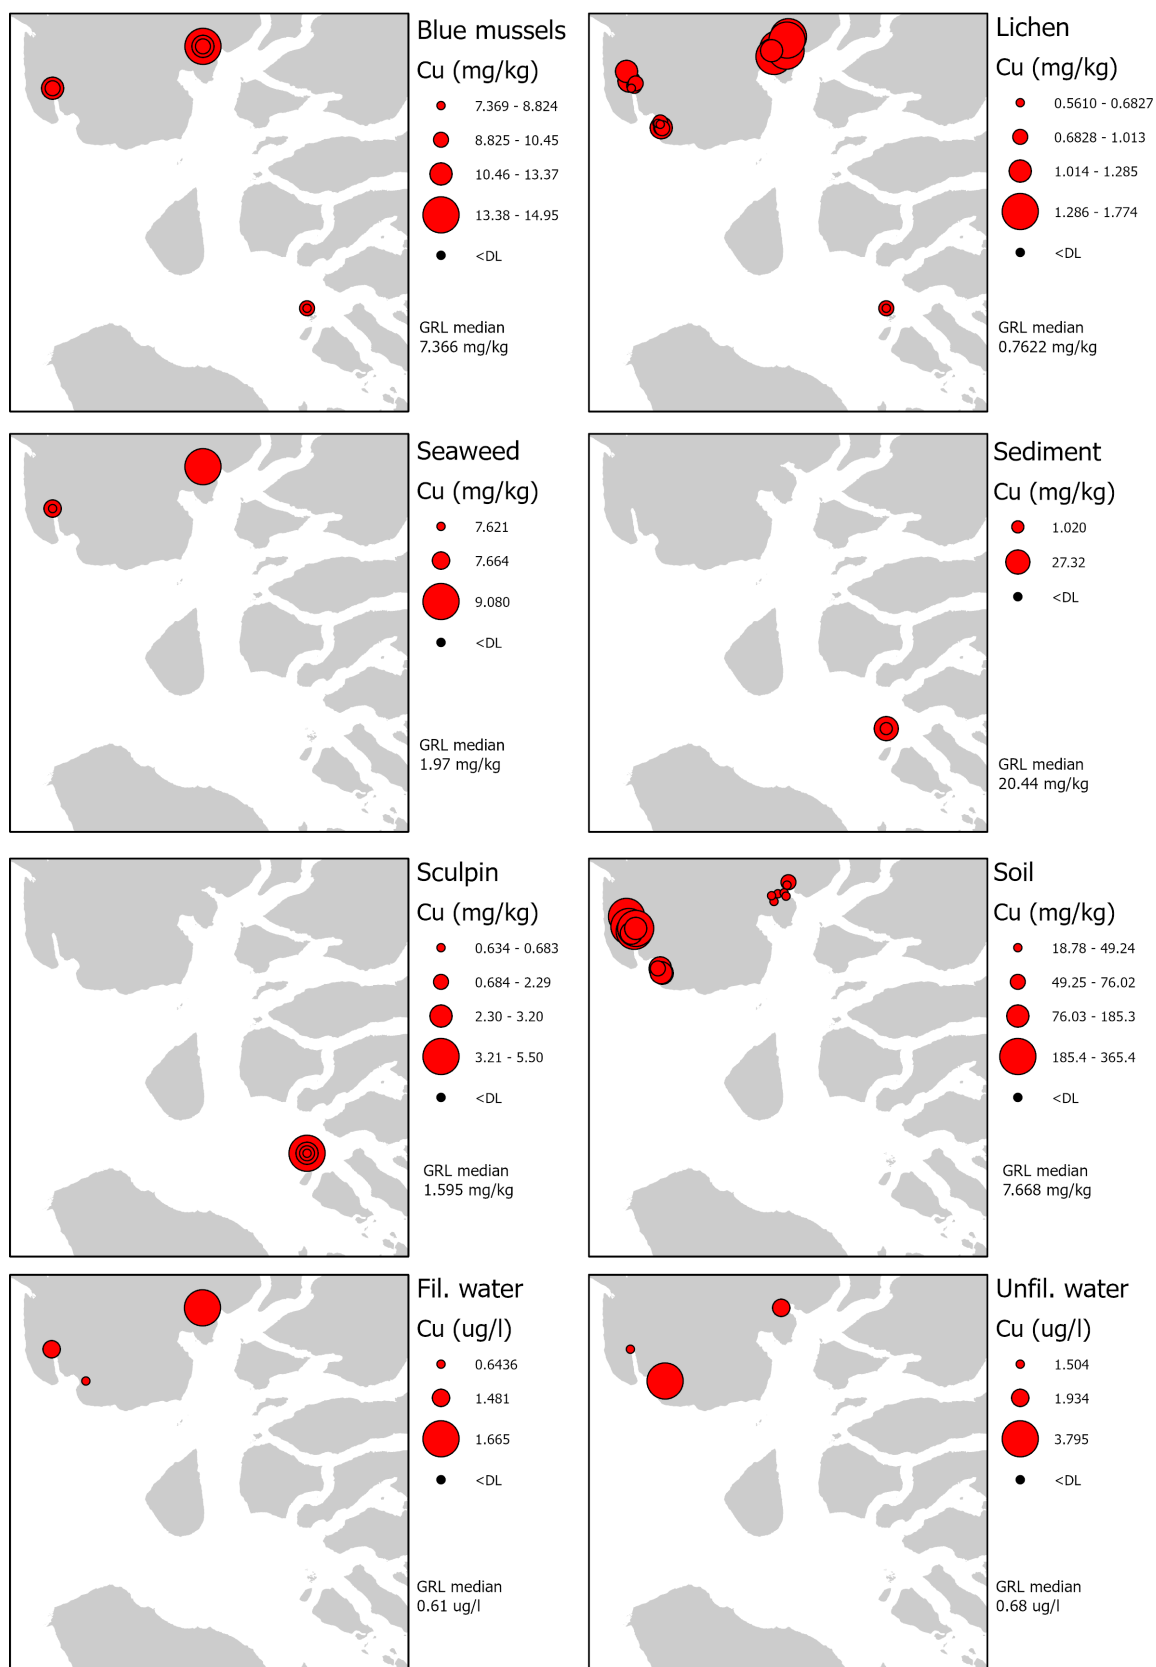 Blue mussels
Cu (mg/kg)
7.369 - 8.824
8.825 - 10.45
10.46 - 13.37
13.38 - 14.95
<DL
GRL median
7.366 mg/kg
Lichen
Cu (mg/kg)
0.5610 - 0.6827
0.6828 - 1.013
1.014 - 1.285
1.286 - 1.774
<DL
GRL median
0.7622 mg/kg
Seaweed
Cu (mg/kg)
7.621
7.664
9.080
<DL
GRL median
1.97 mg/kg
Sediment
Cu (mg/kg)
1.020
27.32
<DL
GRL median
20.44 mg/kg
Sculpin
Cu (mg/kg)
0.634 - 0.683
0.684 - 2.29
2.30 - 3.20
3.21 - 5.50
<DL
GRL median
1.595 mg/kg
Soil
Cu (mg/kg)
18.78 - 49.24
49.25 - 76.02
76.03 - 185.3
185.4 - 365.4
<DL
GRL median
7.668 mg/kg
Fil. water
Cu (ug/l)
0.6436
1.481
1.665
<DL
GRL median
0.61 ug/l
Unfil. water
Cu (ug/l)
1.504
1.934
3.795
<DL
GRL median
0.68 ug/l